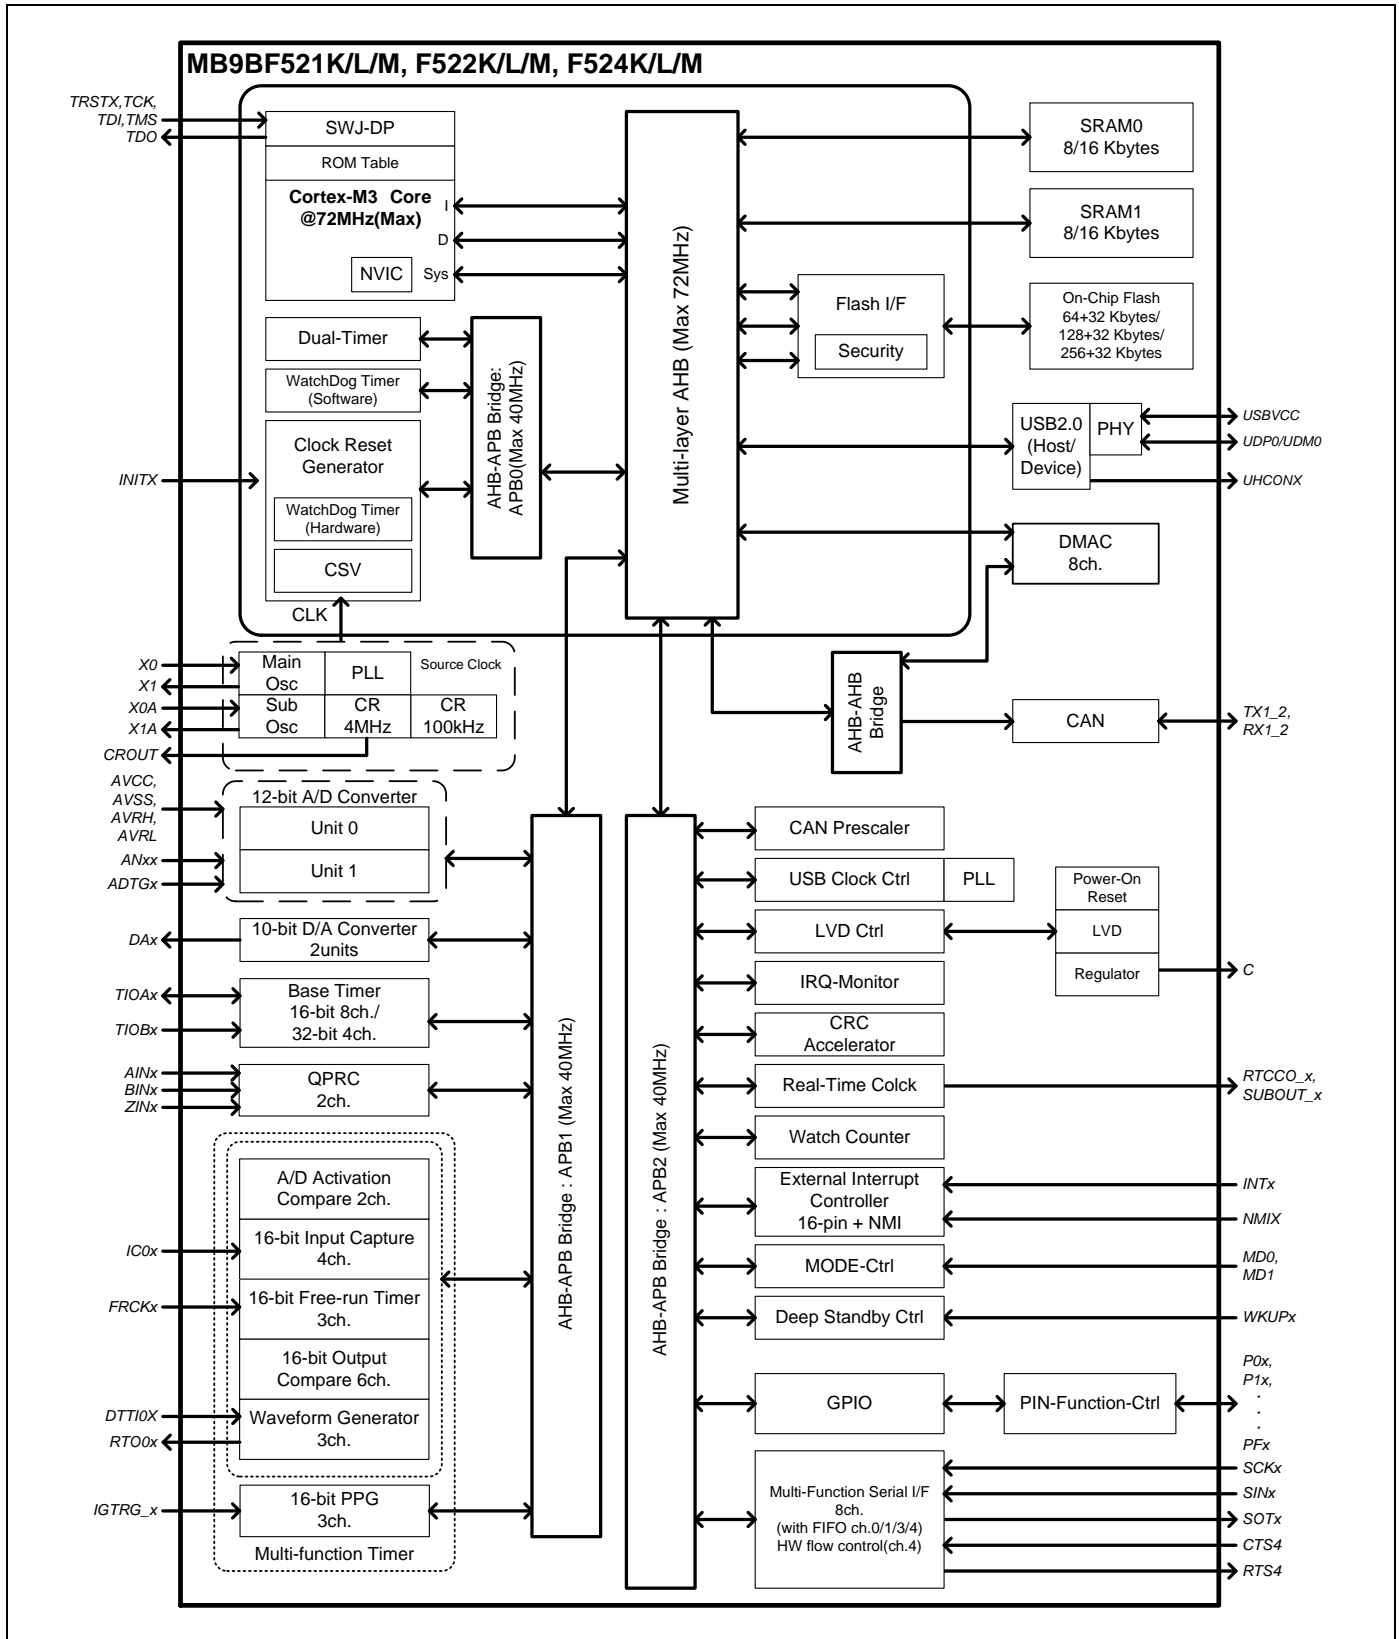 MB9BF521K/L/M, F522K/L/M, F524K/L/M
TRSTX,TCK,
TDI,TMS
TDO
SWJ-DP
ROM Table
Cortex-M3 Core
@72MHz(Max)
I
D
NVIC
Sys
Dual-Timer
WatchDog Timer
(Software)
Clock Reset
Generator
WatchDog Timer
(Hardware)
CSV
INITX
CLK
AHB-APB Bridge:
APB0(Max 40MHz)
Multi-layer AHB (Max 72MHz)
SRAM0
8/16 Kbytes
SRAM1
8/16 Kbytes
Flash I/F
Security
On-Chip Flash
64+32 Kbytes/
128+32 Kbytes/
256+32 Kbytes
USB2.0
(Host/
Device)
PHY
USBVCC
UDP0/UDM0
UHCONX
DMAC
8ch.
AHB-AHB
Bridge
CAN
TX1_2,
RX1_2
X0
X1
X0A
X1A
CROUT
Main
Osc
PLL
Source Clock
Sub
Osc
CR
4MHz
CR
100kHz
AVCC,
AVSS,
AVRH,
AVRL
ANxx
ADTGx
12-bit A/D Converter
Unit 0
Unit 1
DAx
10-bit D/A Converter
2units
TIOAx
TIOBx
Base Timer
16-bit 8ch./
32-bit 4ch.
AINx
BINx
ZINx
QPRC
2ch.
A/D Activation
Compare 2ch.
IC0x
16-bit Input Capture
4ch.
FRCKx
16-bit Free-run Timer
3ch.
16-bit Output
Compare 6ch.
DTTI0X
RTO0x
Waveform Generator
3ch.
IGTRG_x
16-bit PPG
3ch.
Multi-function Timer
AHB-APB Bridge : APB1 (Max 40MHz)
AHB-APB Bridge : APB2 (Max 40MHz)
CAN Prescaler
USB Clock Ctrl
PLL
LVD Ctrl
Power-On
Reset
LVD
Regulator
C
IRQ-Monitor
CRC
Accelerator
Real-Time Colck
RTCCO_x,
SUBOUT_x
Watch Counter
External Interrupt
Controller
16-pin + NMI
INTx
NMIX
MODE-Ctrl
MD0,
MD1
Deep Standby Ctrl
WKUPx
GPIO
PIN-Function-Ctrl
P0x,
P1x,
.
.
.
PFx
Multi-Function Serial I/F
8ch.
(with FIFO ch.0/1/3/4)
HW flow control(ch.4)
SCKx
SINx
SOTx
CTS4
RTS4